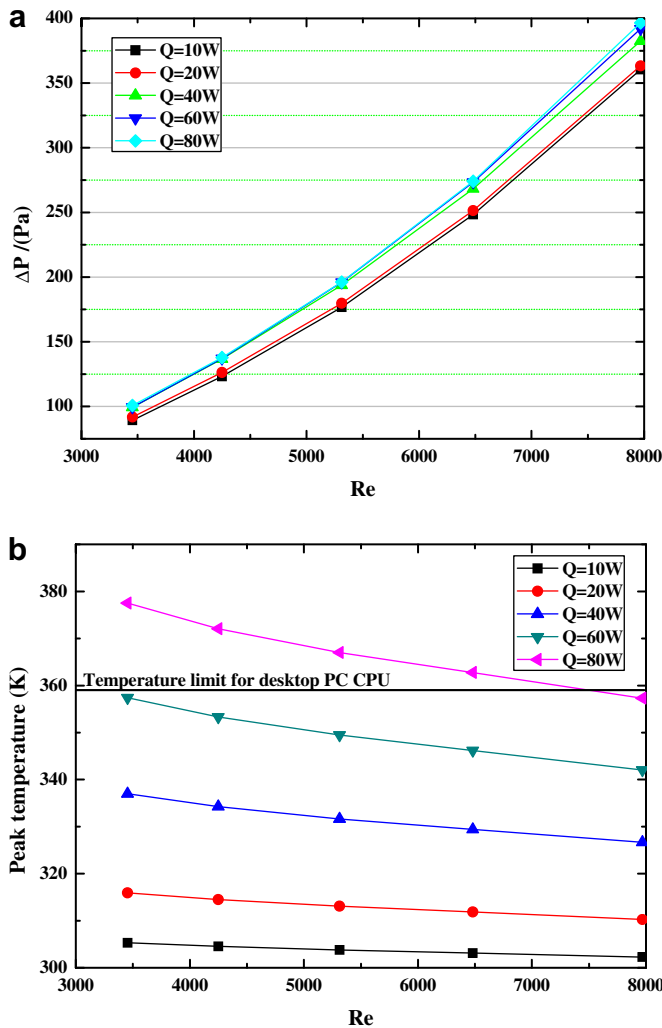 a
400
350
300
250
200
150
100
ΔP /(Pa)
Q=10W
Q=20W
Q=40W
Q=60W
Q=80W
3000 4000 5000 6000 7000 8000
Re
b
380
360
340
320
300
Peak temperature (K)
Q=10W
Q=20W
Q=40W
Q=60W
Q=80W
Temperature limit for desktop PC CPU
3000 4000 5000 6000 7000 8000
Re